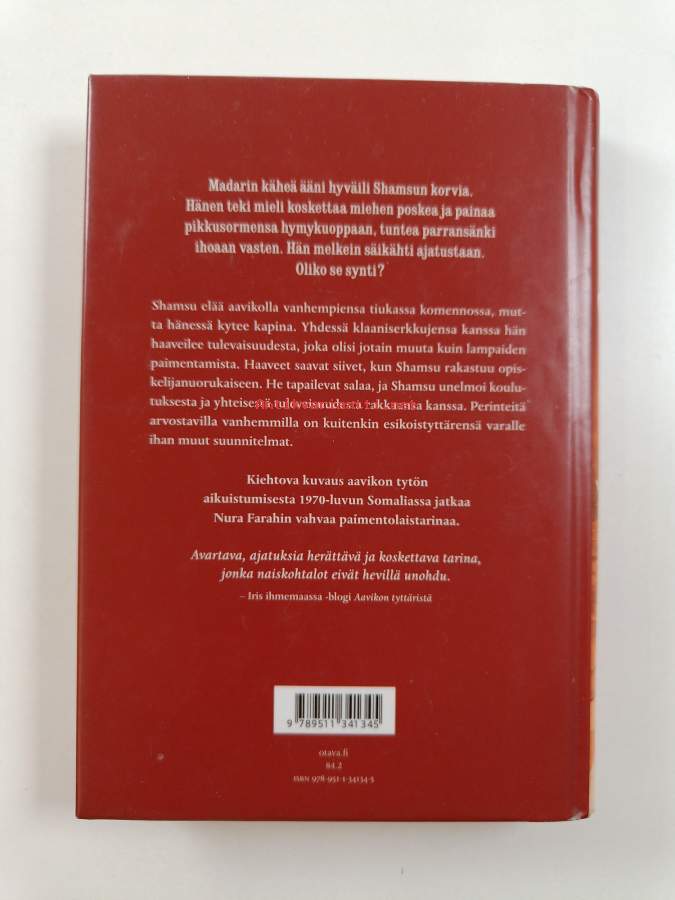 Madarin käheä ääni hyväili Shamsun korvia.
Hänen teki mieli koskettaa miehen poskea ja painaa
pikkusormensa hymykuoppaan, tuntea parransänki
ihoaan vasten. Hän melkein säikähti ajatustaan.
Oliko se synti?
Shamsu elää aavikolla vanhempiensa tiukassa komennossa, mut-
ta hänessä kytee kapina. Yhdessä klaaniserkkujensa kanssa hän
haaveilee tulevaisuudesta, joka olisi jotain muuta kuin lampaiden
paimentamista. Haaveet saavat siivet, kun Shamsu rakastuu opis-
kelijanuorukaiseen. He tapailevat salaa, ja Shamsu unelmoi koulu-
tuksesta ja yhteisestä tulevaisuudesta rakkaansa kanssa. Perinteitä
arvostavilla vanhemmilla on kuitenkin esikoistyttärensä varalle
ihan muut suunnitelmat.
Kiehtova kuvaus aavikon tytön
aikuistumisesta 1970-luvun Somaliassa jatkaa
Nura Farahin vahvaa paimentolaistarinaa.
Avartava, ajatuksia herättävä ja koskettava tarina,
jonka naiskohtalot eivät hevillä unohdu.
– Iris ihmemaassa -blogi Aavikon tyttäristä
9 789511 341345
otava.fi
84.2
ISBN 978-951-1-34134-5